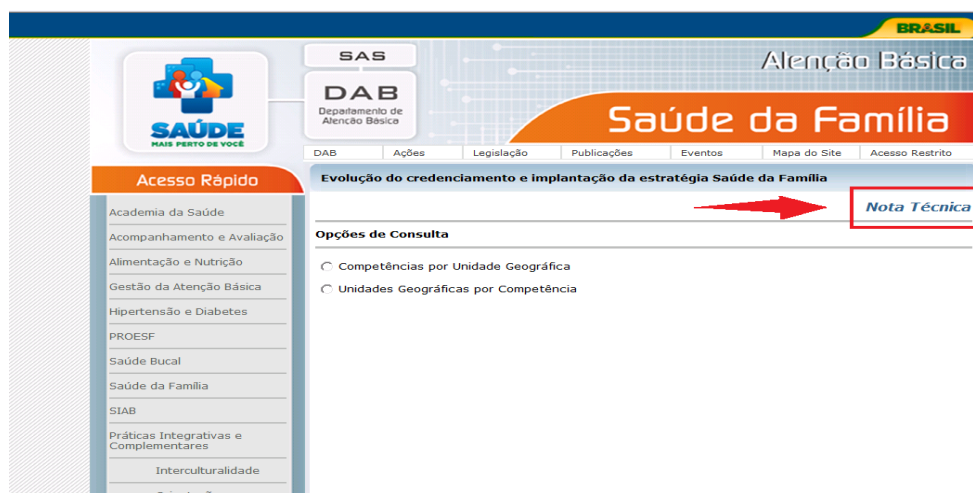 BRASIL
SAS
DAB
Departamento de
Atenção Básica
Alenção Básica
Saúde da Família
SAÚDE
MAIS PERTO DE VOCÊ
DAB Ações Legislação Publicações Eventos Mapa do Site Acesso Restrito
Acesso Rápido
Evolução do credenciamento e implantação da estratégia Saúde da Família
Nota Técnica
Opções de Consulta
Competências por Unidade Geográfica
Unidades Geográficas por Competência
Academia da Saúde
Acompanhamento e Avaliação
Alimentação e Nutrição
Gestão da Atenção Básica
Hipertensão e Diabetes
PROESF
Saúde Bucal
Saúde da Família
SIAB
Práticas Integrativas e
Complementares
Interculturalidade